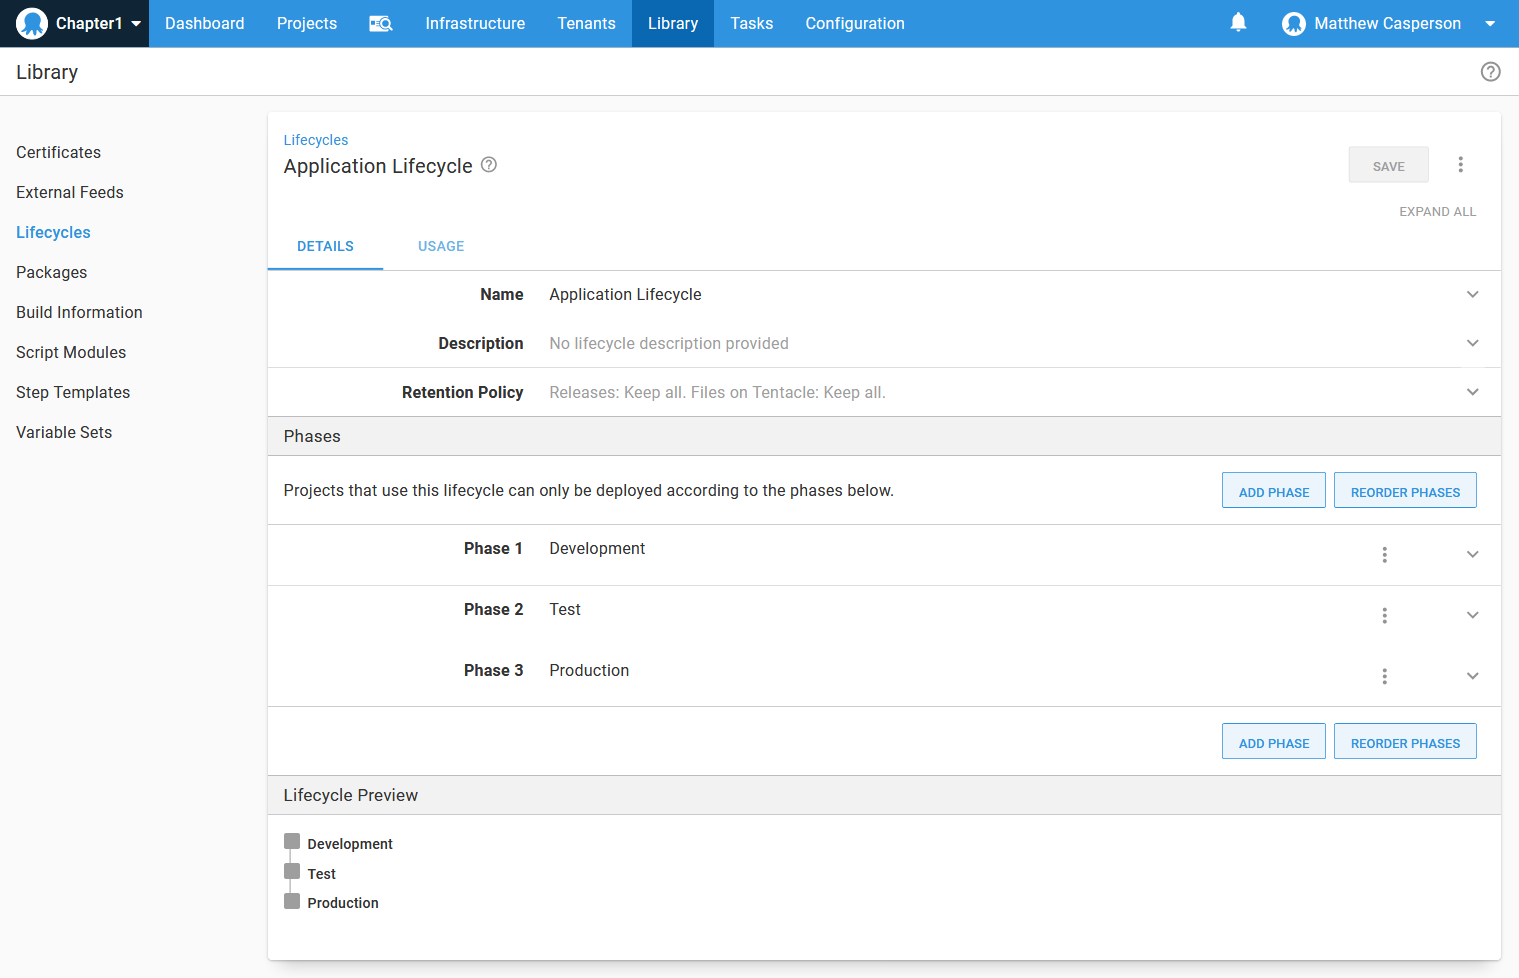 Chapter1 Dashboard Projects Infrastructure Tenants Library Tasks Configuration Matthew Casperson
Library
Certificates
External Feeds
Lifecycles
Packages
Build Information
Script Modules
Step Templates
Variable Sets
Lifecycles
Application Lifecycle
SAVE
EXPAND ALL
DETAILS USAGE
Name Application Lifecycle
Description No lifecycle description provided
Retention Policy Releases: Keep all. Files on Tentacle: Keep all.
Phases
Projects that use this lifecycle can only be deployed according to the phases below. ADD PHASE REORDER PHASES
Phase 1 Development
Phase 2 Test
Phase 3 Production
ADD PHASE REORDER PHASES
Lifecycle Preview
Development
Test
Production